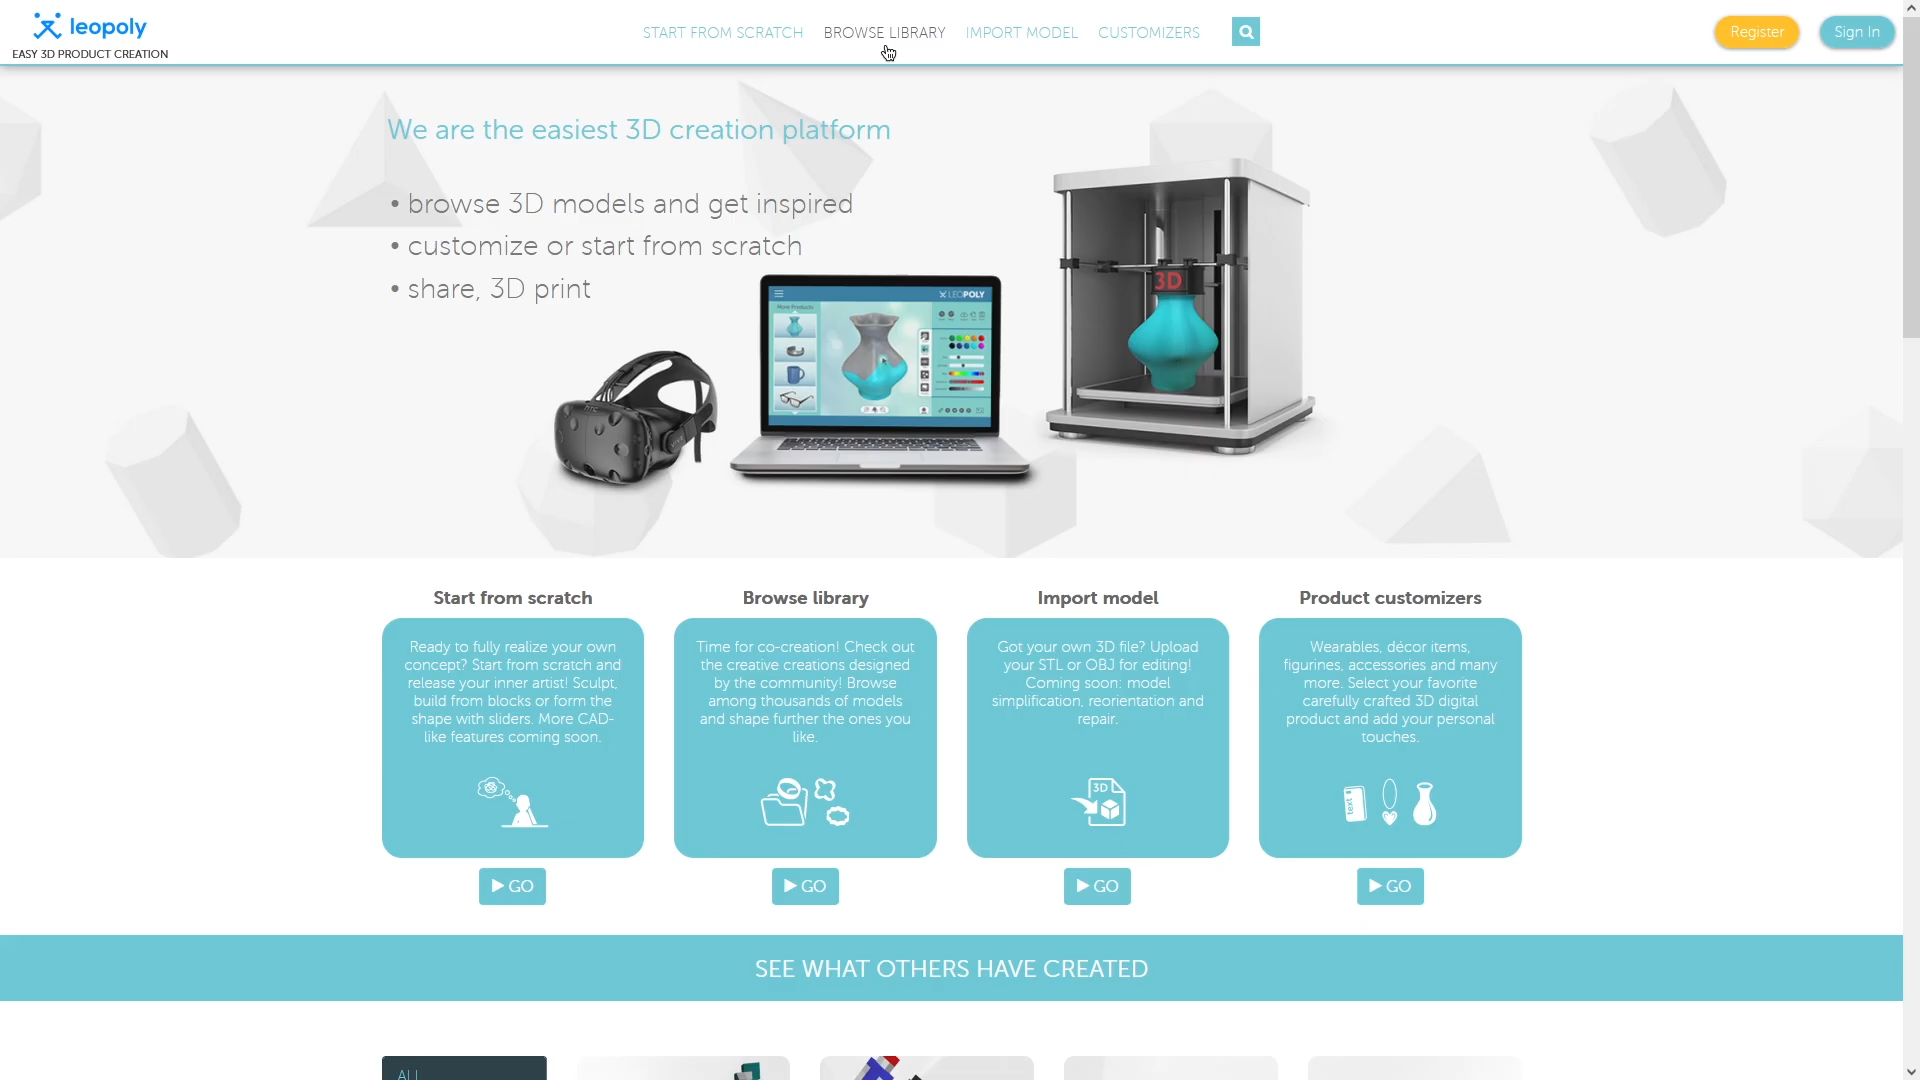 leopoly
EASY 3D PRODUCT CREATION
START FROM SCRATCH BROWSE LIBRARY IMPORT MODEL CUSTOMIZERS
Register Sign In
We are the easiest 3D creation platform
• browse 3D models and get inspired
• customize or start from scratch
• share, 3D print
More Products
LEOPOLY
3D
Start from scratch
Ready to fully realize your own
concept? Start from scratch and
release your inner artist! Sculpt,
build from blocks or form the
shape with sliders. More CAD-
like features coming soon.
GO
Browse library
Time for co-creation! Check out
the creative creations designed
by the community! Browse
among thousands of models
and shape further the ones you
like.
GO
Import model
Got your own 3D file? Upload
your STL or OBJ for editing!
Coming soon: model
simplification, reorientation and
repair.
3D
GO
Product customizers
Wearables, décor items,
figurines, accessories and many
more. Select your favorite
carefully crafted 3D digital
product and add your personal
touches.
text
GO
SEE WHAT OTHERS HAVE CREATED
ALL